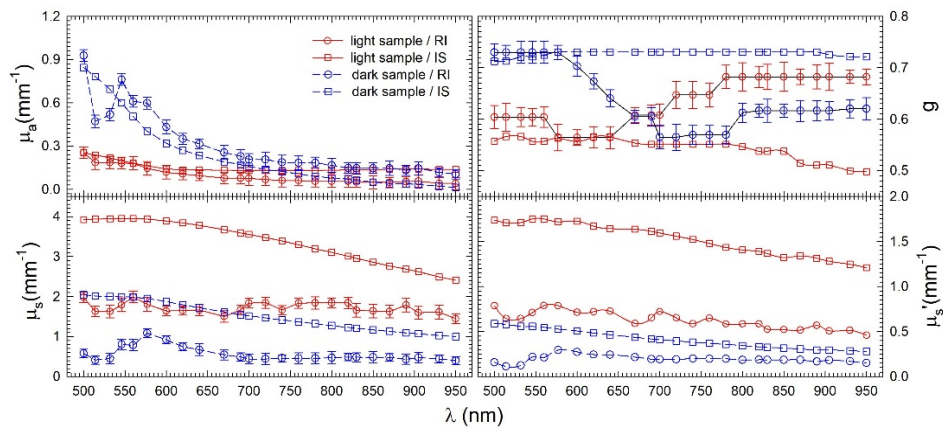 μa(mm-1)
1.2
0.9
0.6
0.3
0.0
light sample / RI
light sample / IS
dark sample / RI
dark sample / IS
0.8
0.7
0.6
0.5
g
μs(mm-1)
4
3
2
1
0
2.0
1.5
1.0
0.5
0.0
μs'(mm-1)
500 550 600 650 700 750 800 850 900 950
500 550 600 650 700 750 800 850 900 950
λ (nm)